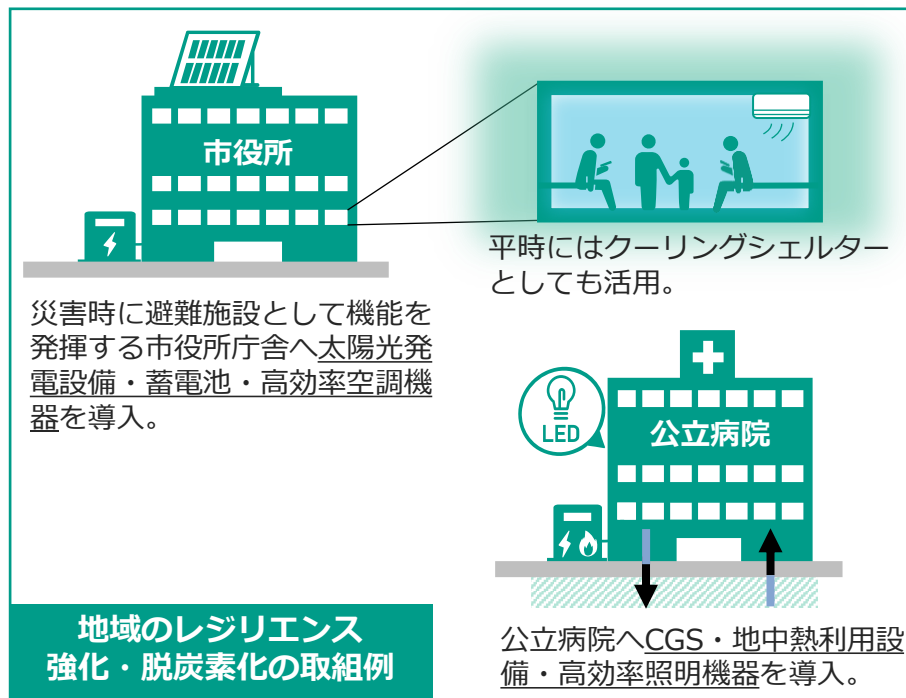 市役所
平時にはクーリングシェルター
としても活用。
災害時に避難施設として機能を
発揮する市役所庁舎へ太陽光発
電設備・蓄電池・高効率空調機
器を導入。
LED
公立病院
公立病院へCGS・地中熱利用設
備・高効率照明機器を導入。
地域のレジリエンス
強化・脱炭素化の取組例